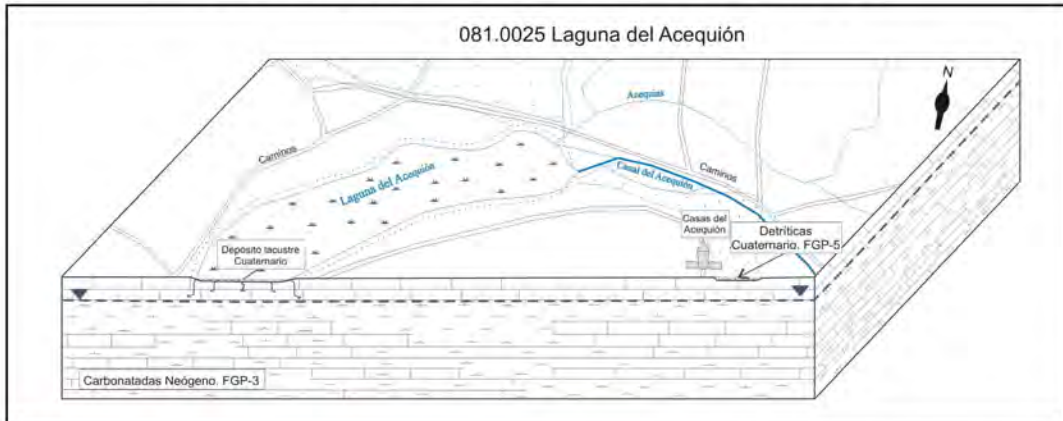 081.0025 Laguna del Acequión
N
Acequias
Caminos
Laguna del Acequión
Canal del Acequión
Caminos
Casas del
Acequión
Detríticas
Cuaternario. FGP-5
Depósito lacustre
Cuaternario
Carbonatadas Neógeno. FGP-3